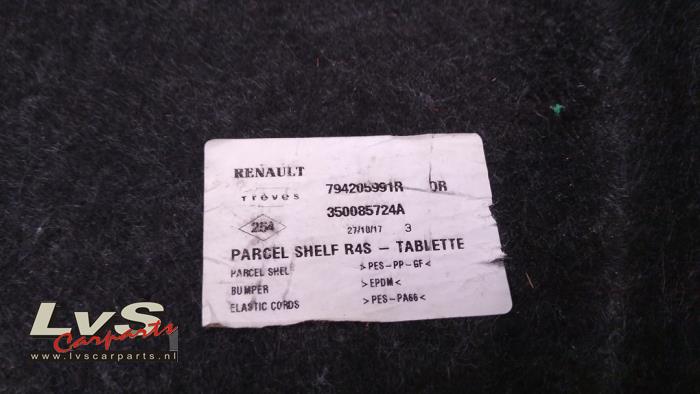 RENAULT
Trèves
794205991R DR
254
350085724A
27/10/17 3
PARCEL SHELF R4S - TABLETTE
PARCEL SHEL >PES-PP-GF<
BUMPER >EPDM<
ELASTIC CORDS >PES-PA66<
LvS
Carparts
www.lvscarparts.nl